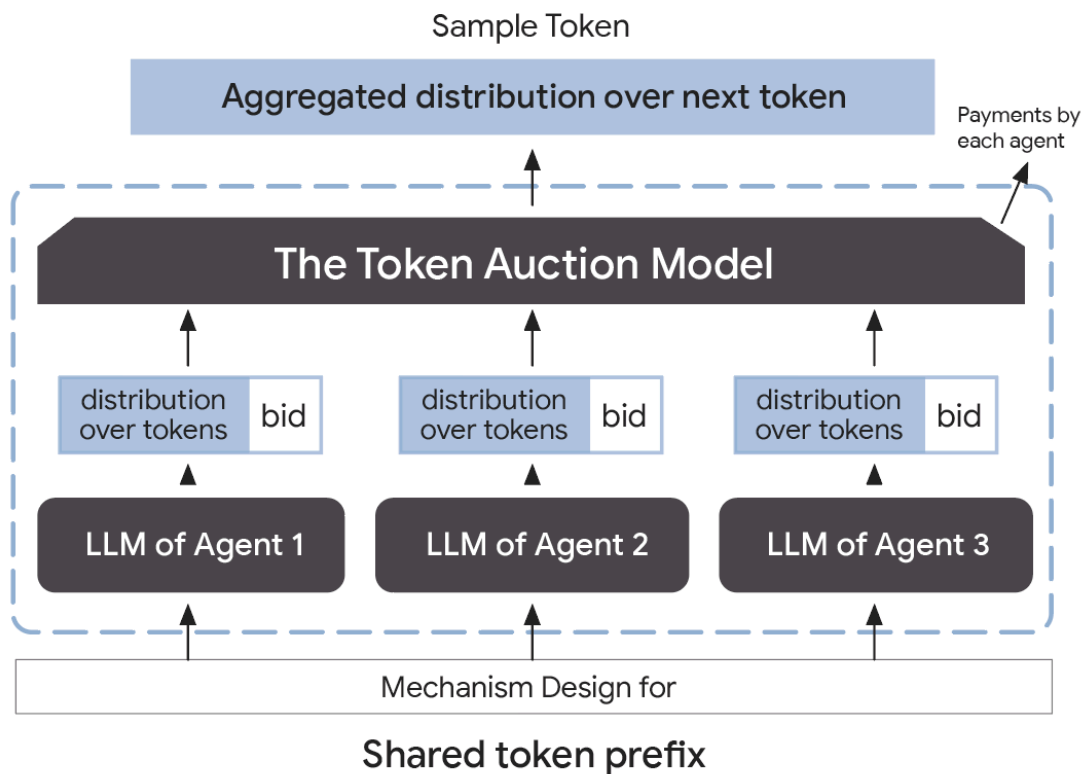 Sample Token
Aggregated distribution over next token
Payments by
each agent
The Token Auction Model
distribution
over tokens
bid
distribution
over tokens
bid
distribution
over tokens
bid
LLM of Agent 1
LLM of Agent 2
LLM of Agent 3
Mechanism Design for
Shared token prefix